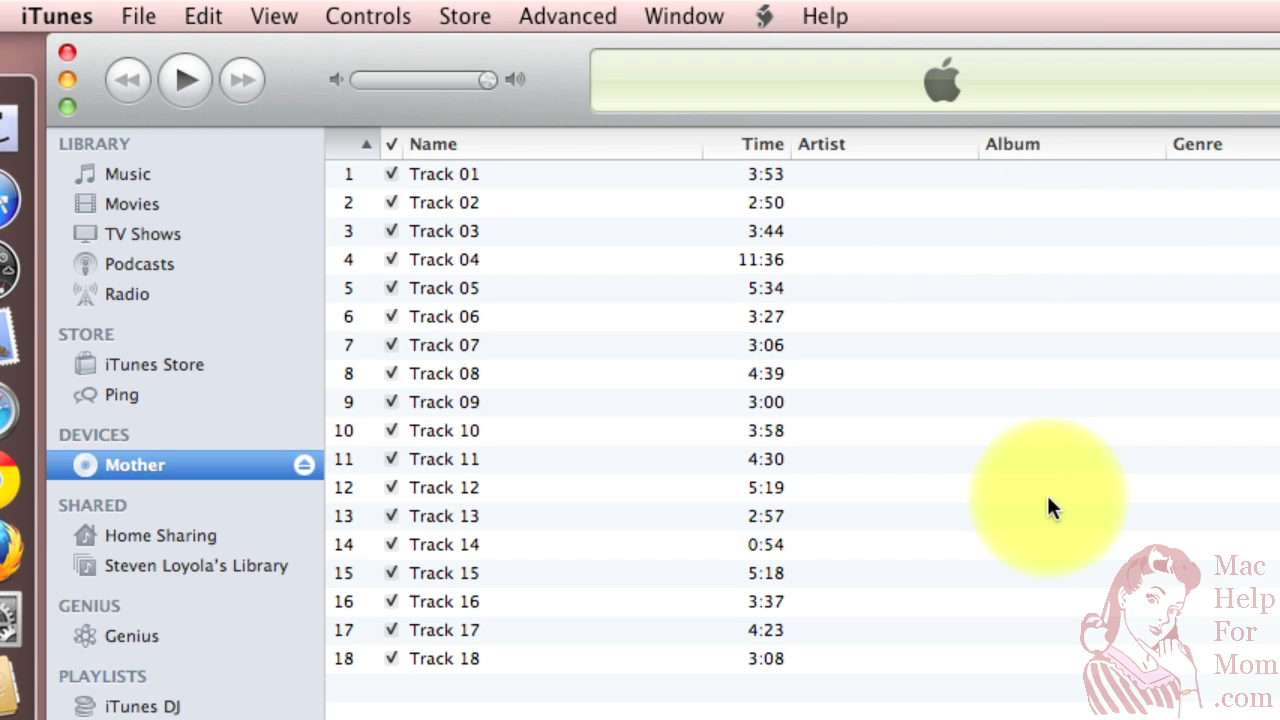 iTunes File Edit View Controls Store Advanced Window Help
LIBRARY
Music
Movies
TV Shows
Podcasts
Radio
STORE
iTunes Store
Ping
DEVICES
Mother
SHARED
Home Sharing
Steven Loyola's Library
GENIUS
Genius
PLAYLISTS
iTunes DJ
✓ Name Time Artist Album Genre
1 ✓ Track 01 3:53
2 ✓ Track 02 2:50
3 ✓ Track 03 3:44
4 ✓ Track 04 11:36
5 ✓ Track 05 5:34
6 ✓ Track 06 3:27
7 ✓ Track 07 3:06
8 ✓ Track 08 4:39
9 ✓ Track 09 3:00
10 ✓ Track 10 3:58
11 ✓ Track 11 4:30
12 ✓ Track 12 5:19
13 ✓ Track 13 2:57
14 ✓ Track 14 0:54
15 ✓ Track 15 5:18
16 ✓ Track 16 3:37
17 ✓ Track 17 4:23
18 ✓ Track 18 3:08
Mac
Help
For
Mom
.com